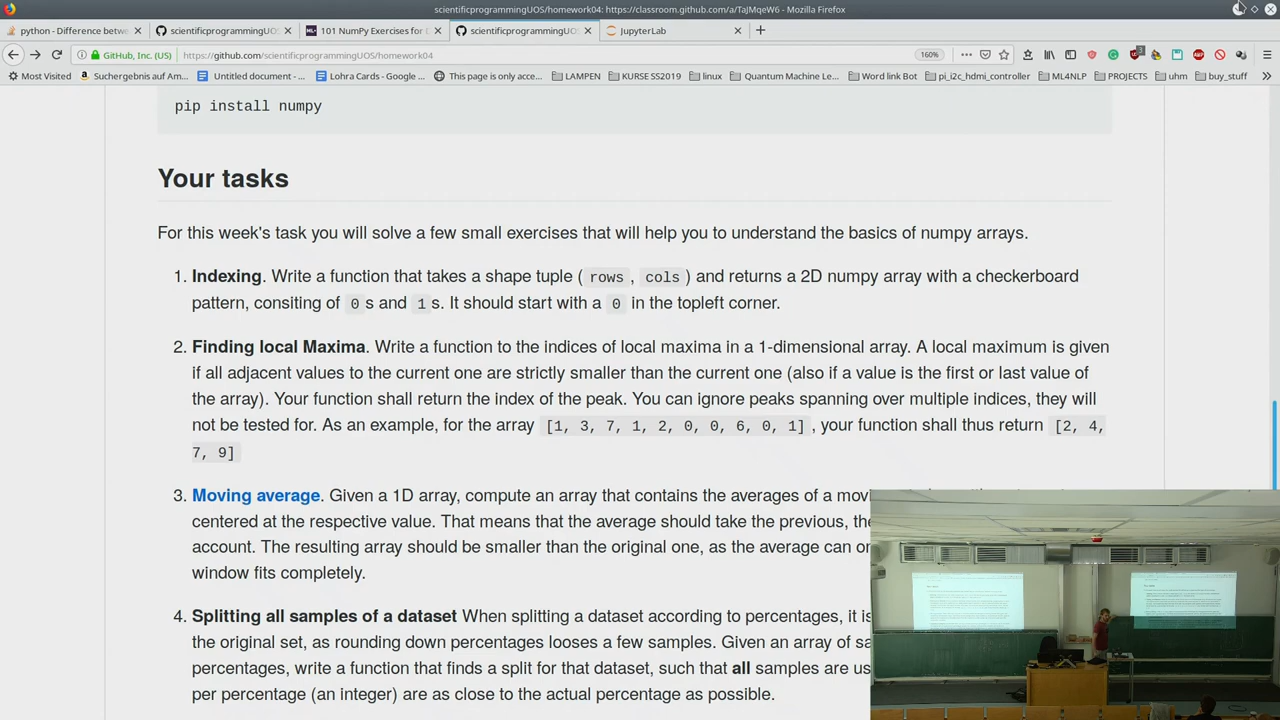 scientificprogrammingUOS/homework04: https://classroom.github.com/a/TaJMqeW6 - Mozilla Firefox
python - Difference betwe
scientificprogrammingUOS
101 NumPy Exercises for D
scientificprogrammingUOS
JupyterLab
GitHub, Inc. (US)
https://github.com/scientificprogrammingUOS/homework04
160%
Most Visited
Suchergebnis auf Am...
Untitled document - ...
Lohra Cards - Google ...
This page is only acce...
LAMPEN
KURSE SS2019
linux
Quantum Machine Le...
Word link Bot
pi_i2c_hdmi_controller
ML4NLP
PROJECTS
uhm
buy_stuff
pip install numpy
Your tasks
For this week's task you will solve a few small exercises that will help you to understand the basics of numpy arrays.
1. Indexing. Write a function that takes a shape tuple ( rows , cols ) and returns a 2D numpy array with a checkerboard
pattern, consiting of 0 s and 1 s. It should start with a 0 in the topleft corner.
2. Finding local Maxima. Write a function to the indices of local maxima in a 1-dimensional array. A local maximum is given
if all adjacent values to the current one are strictly smaller than the current one (also if a value is the first or last value of
the array). Your function shall return the index of the peak. You can ignore peaks spanning over multiple indices, they will
not be tested for. As an example, for the array [1, 3, 7, 1, 2, 0, 0, 6, 0, 1] , your function shall thus return [2, 4,
7, 9]
3. Moving average. Given a 1D array, compute an array that contains the averages of a movi
centered at the respective value. That means that the average should take the previous, the
account. The resulting array should be smaller than the original one, as the average can on
window fits completely.
4. Splitting all samples of a dataset. When splitting a dataset according to percentages, it is
the original set, as rounding down percentages looses a few samples. Given an array of sa
percentages, write a function that finds a split for that dataset, such that all samples are us
per percentage (an integer) are as close to the actual percentage as possible.